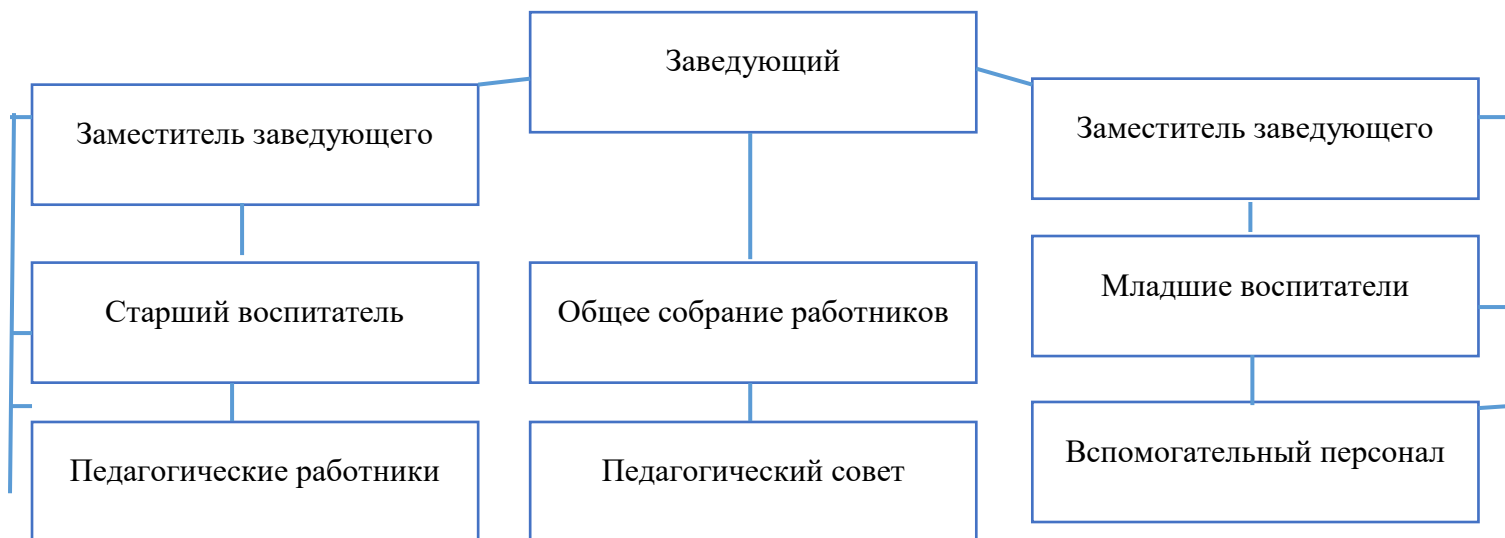 Заведующий
Заместитель заведующего
Заместитель заведующего
Старший воспитатель
Общее собрание работников
Младшие воспитатели
Педагогические работники
Педагогический совет
Вспомогательный персонал